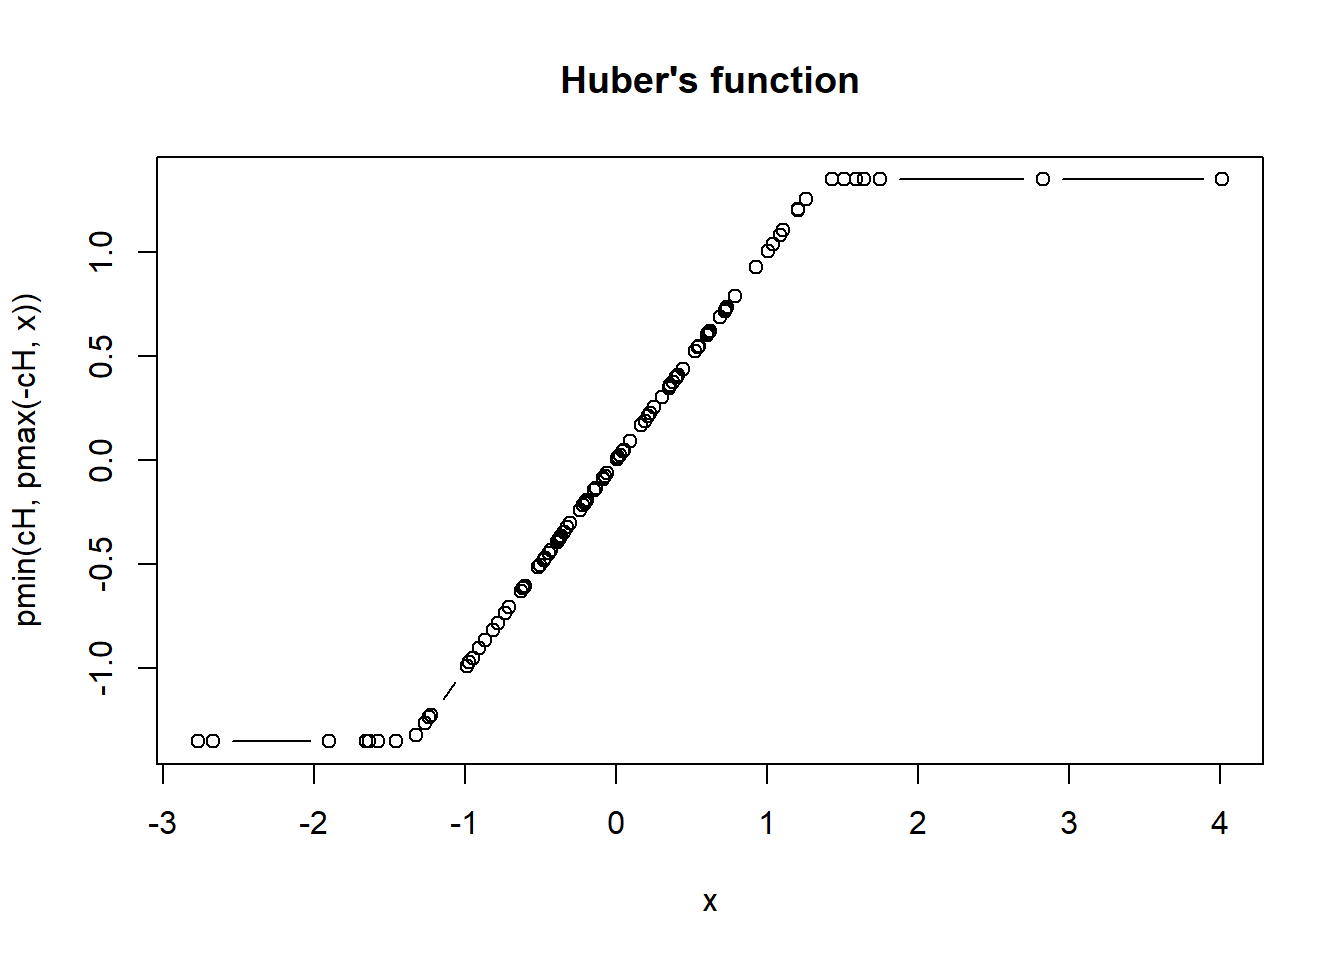 Huber's function
pmin(cH, pmax(-cH, x))
1.0
0.5
0.0
-0.5
-1.0
-3 -2 -1 0 1 2 3 4
x